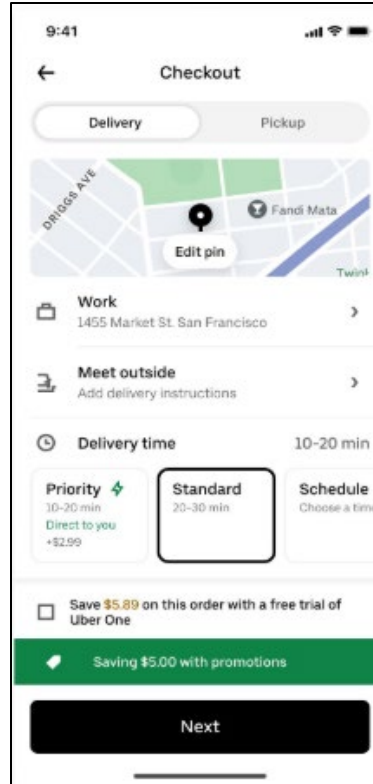 9:41
Checkout
Delivery
Pickup
DRIGGS AVE
Fandi Mata
Edit pin
Twink
Work
1455 Market St. San Francisco
Meet outside
Add delivery instructions
Delivery time
10-20 min
Priority
10-20 min
Direct to you
+$2.99
Standard
20-30 min
Schedule
Choose a time
Save $5.89 on this order with a free trial of
Uber One
Saving $5.00 with promotions
Next